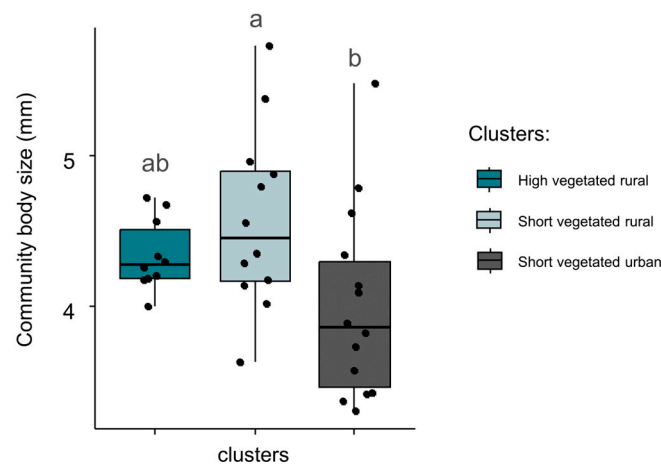 a
b
ab
Community body size (mm)
5
4
clusters
Clusters:
High vegetated rural
Short vegetated rural
Short vegetated urban